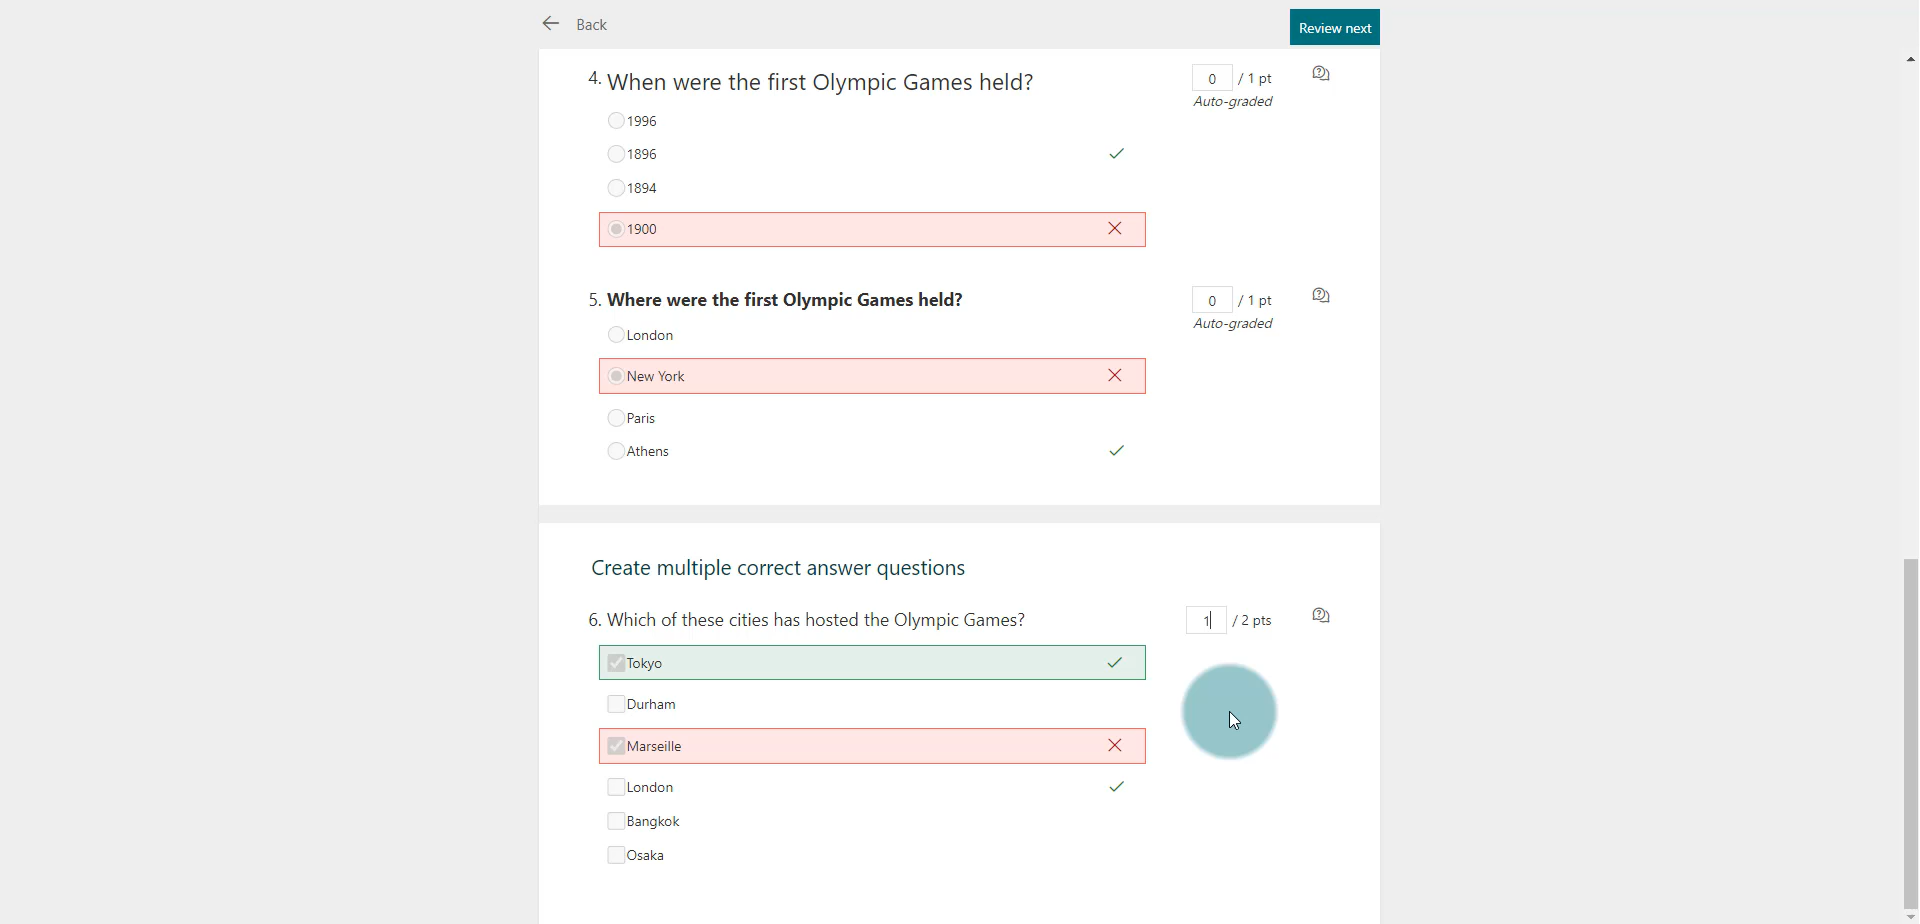 Back
Review next
4. When were the first Olympic Games held?
0 / 1 pt
Auto-graded
1996
1896
1894
1900
5. Where were the first Olympic Games held?
0 / 1 pt
Auto-graded
London
New York
Paris
Athens
Create multiple correct answer questions
6. Which of these cities has hosted the Olympic Games?
1 / 2 pts
Tokyo
Durham
Marseille
London
Bangkok
Osaka